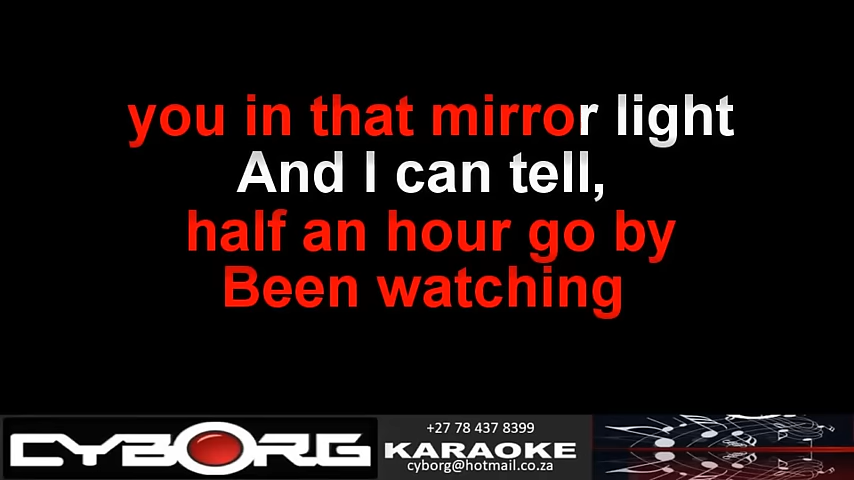 you in that mirror light
And I can tell,
half an hour go by
Been watching
CYBORG
+27 78 437 8399
KARAOKE
cyborg@hotmail.co.za